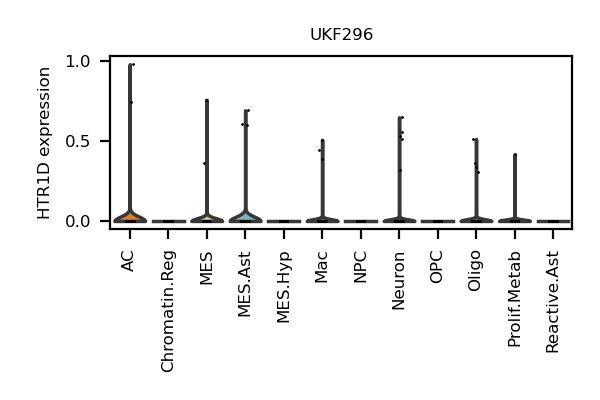 UKF296
HTR1D expression
1.0
0.5
0.0
AC
Chromatin.Reg
MES
MES.Ast
MES.Hyp
Mac
NPC
Neuron
OPC
Oligo
Prolif.Metab
Reactive.Ast